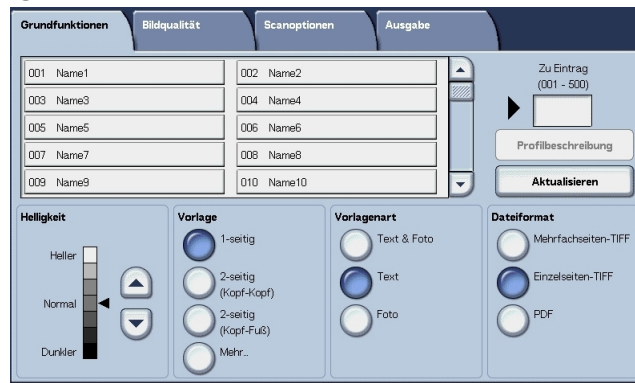 Grundfunktionen Bildqualität Scanoptionen Ausgabe
001 Name1 002 Name2
003 Name3 004 Name4
005 Name5 006 Name6
007 Name7 008 Name8
009 Name9 010 Name10
Zu Eintrag
(001 - 500)
Profilbeschreibung
Aktualisieren
Helligkeit
Heller
Normal
Dunkler
Vorlage
1-seitig
2-seitig
(Kopf-Kopf)
2-seitig
(Kopf-Fuß)
Mehr...
Vorlagenart
Text & Foto
Text
Foto
Dateiformat
Mehrfachseiten-TIFF
Einzelseiten-TIFF
PDF